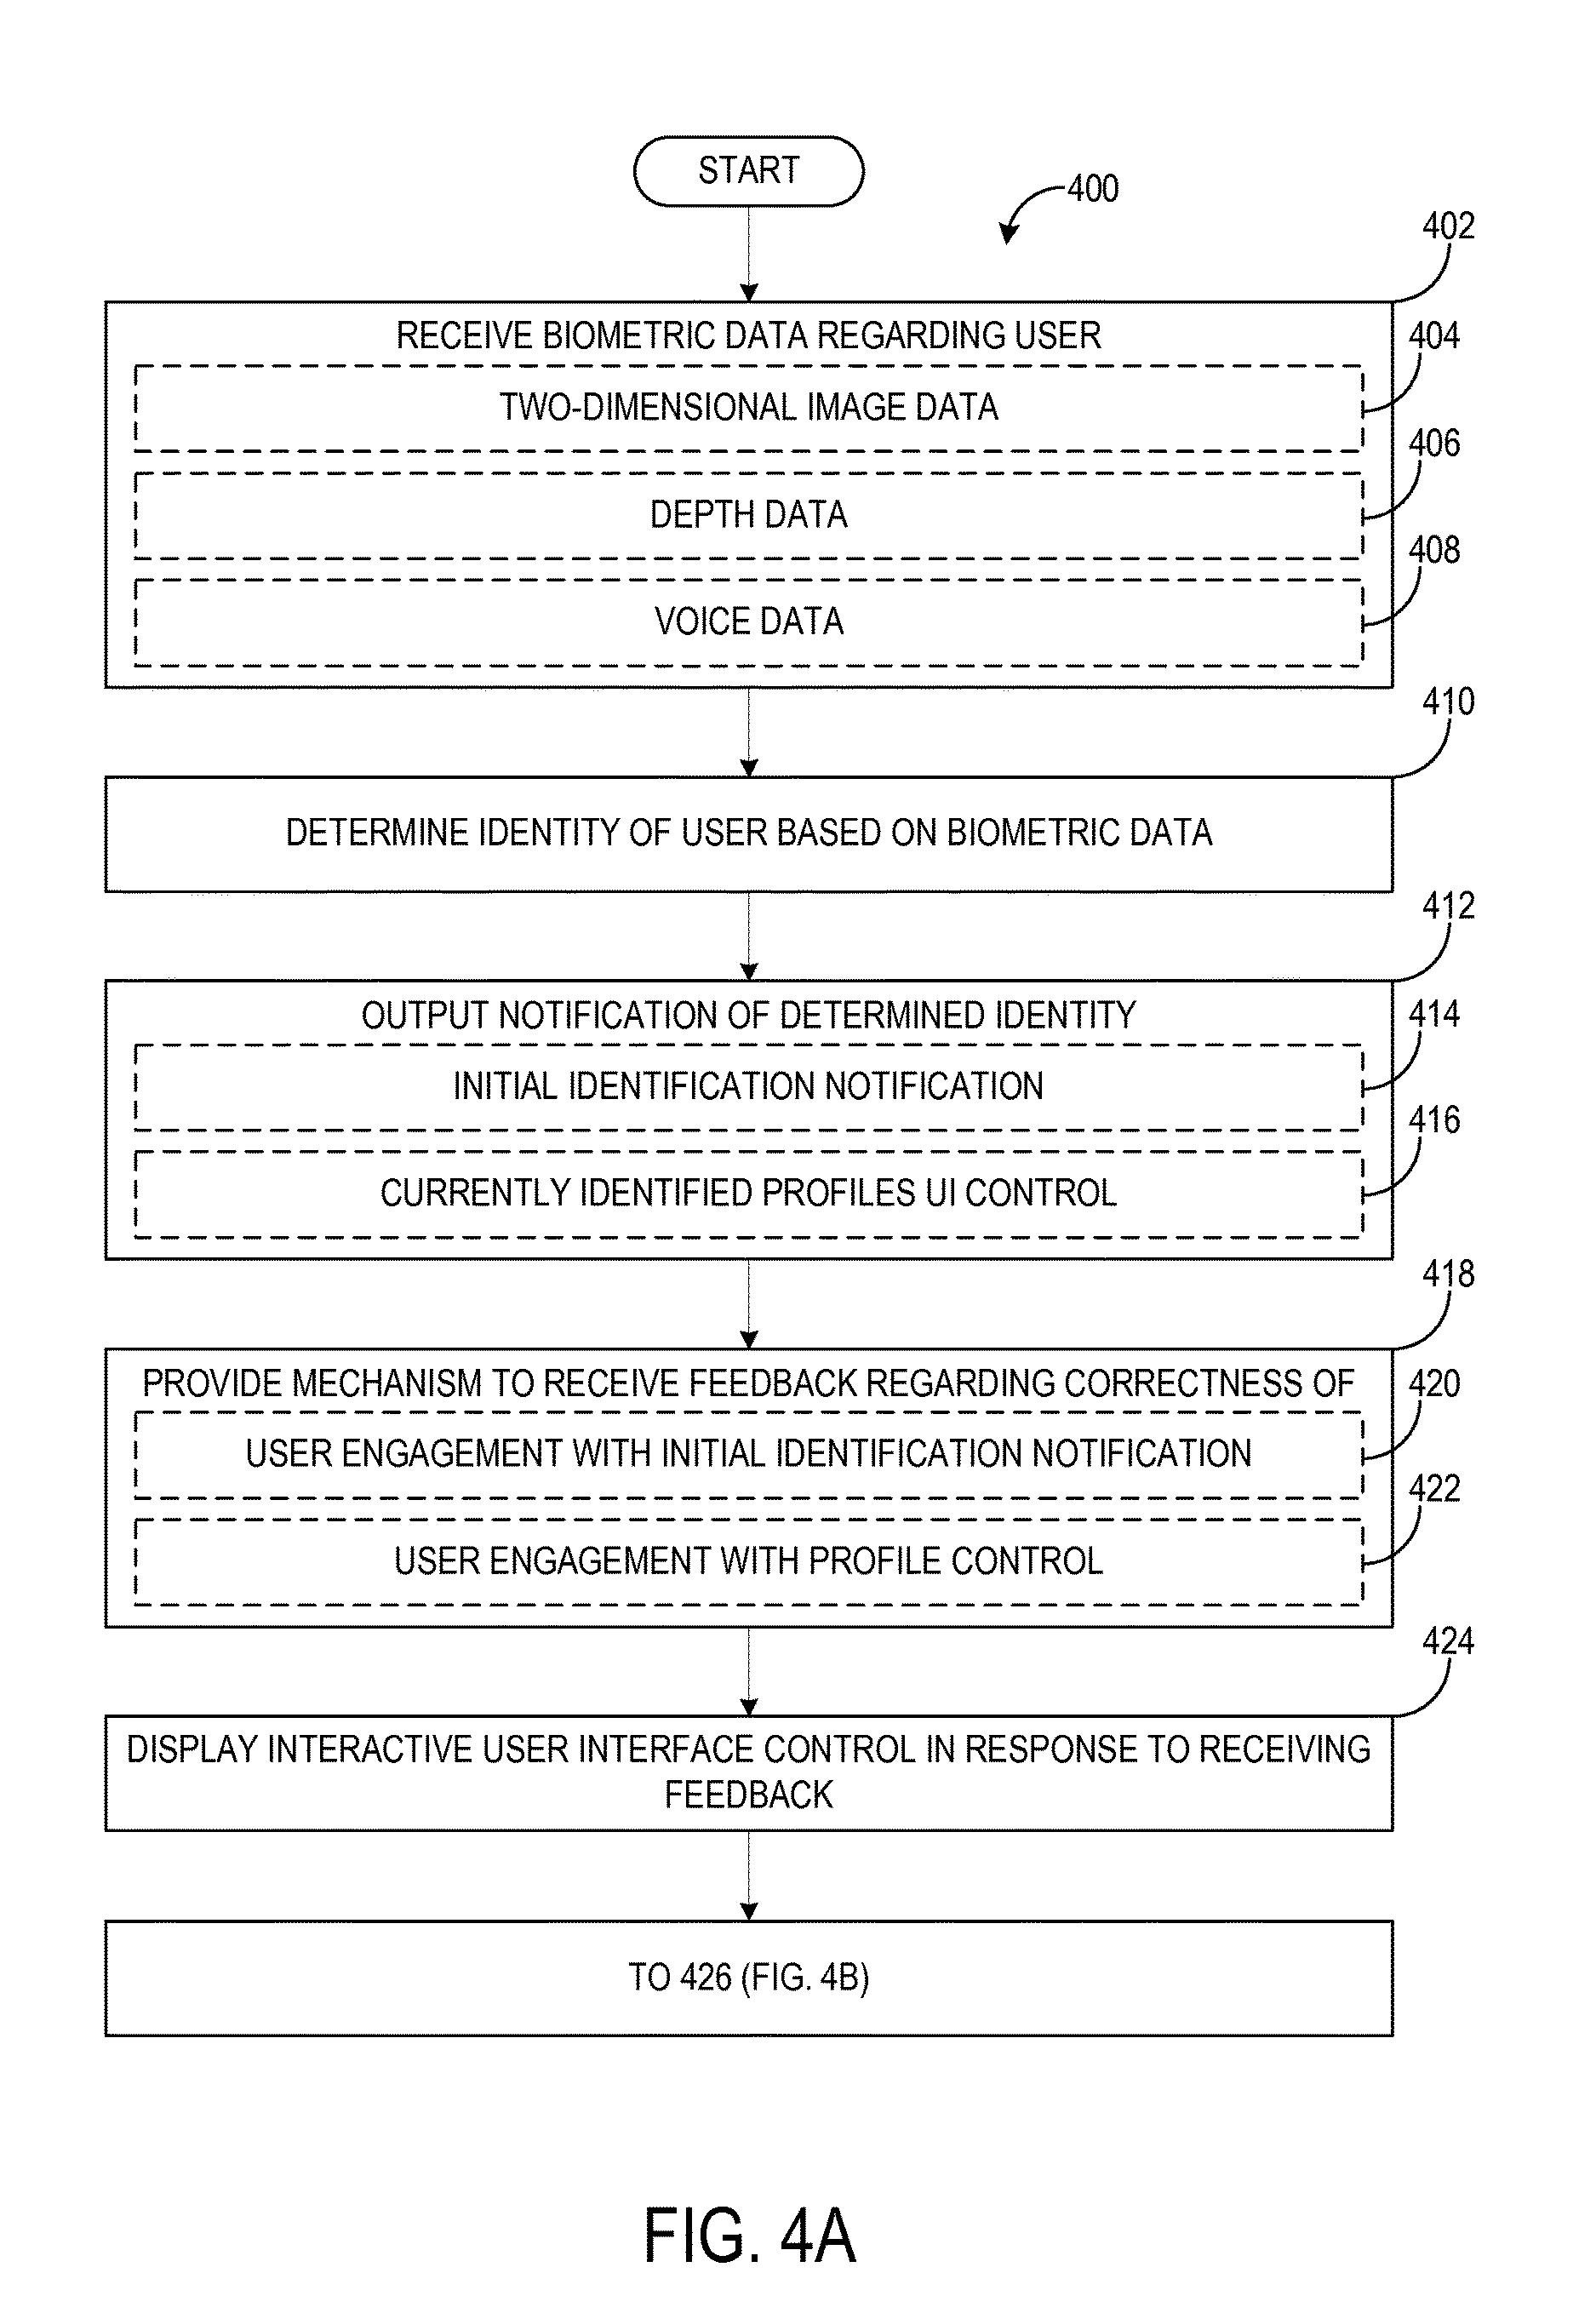 START
400
402
RECEIVE BIOMETRIC DATA REGARDING USER
404
TWO-DIMENSIONAL IMAGE DATA
406
DEPTH DATA
408
VOICE DATA
410
DETERMINE IDENTITY OF USER BASED ON BIOMETRIC DATA
412
OUTPUT NOTIFICATION OF DETERMINED IDENTITY
414
INITIAL IDENTIFICATION NOTIFICATION
416
CURRENTLY IDENTIFIED PROFILES UI CONTROL
418
PROVIDE MECHANISM TO RECEIVE FEEDBACK REGARDING CORRECTNESS OF
420
USER ENGAGEMENT WITH INITIAL IDENTIFICATION NOTIFICATION
422
USER ENGAGEMENT WITH PROFILE CONTROL
424
DISPLAY INTERACTIVE USER INTERFACE CONTROL IN RESPONSE TO RECEIVING
FEEDBACK
TO 426 (FIG. 4B)
FIG. 4A